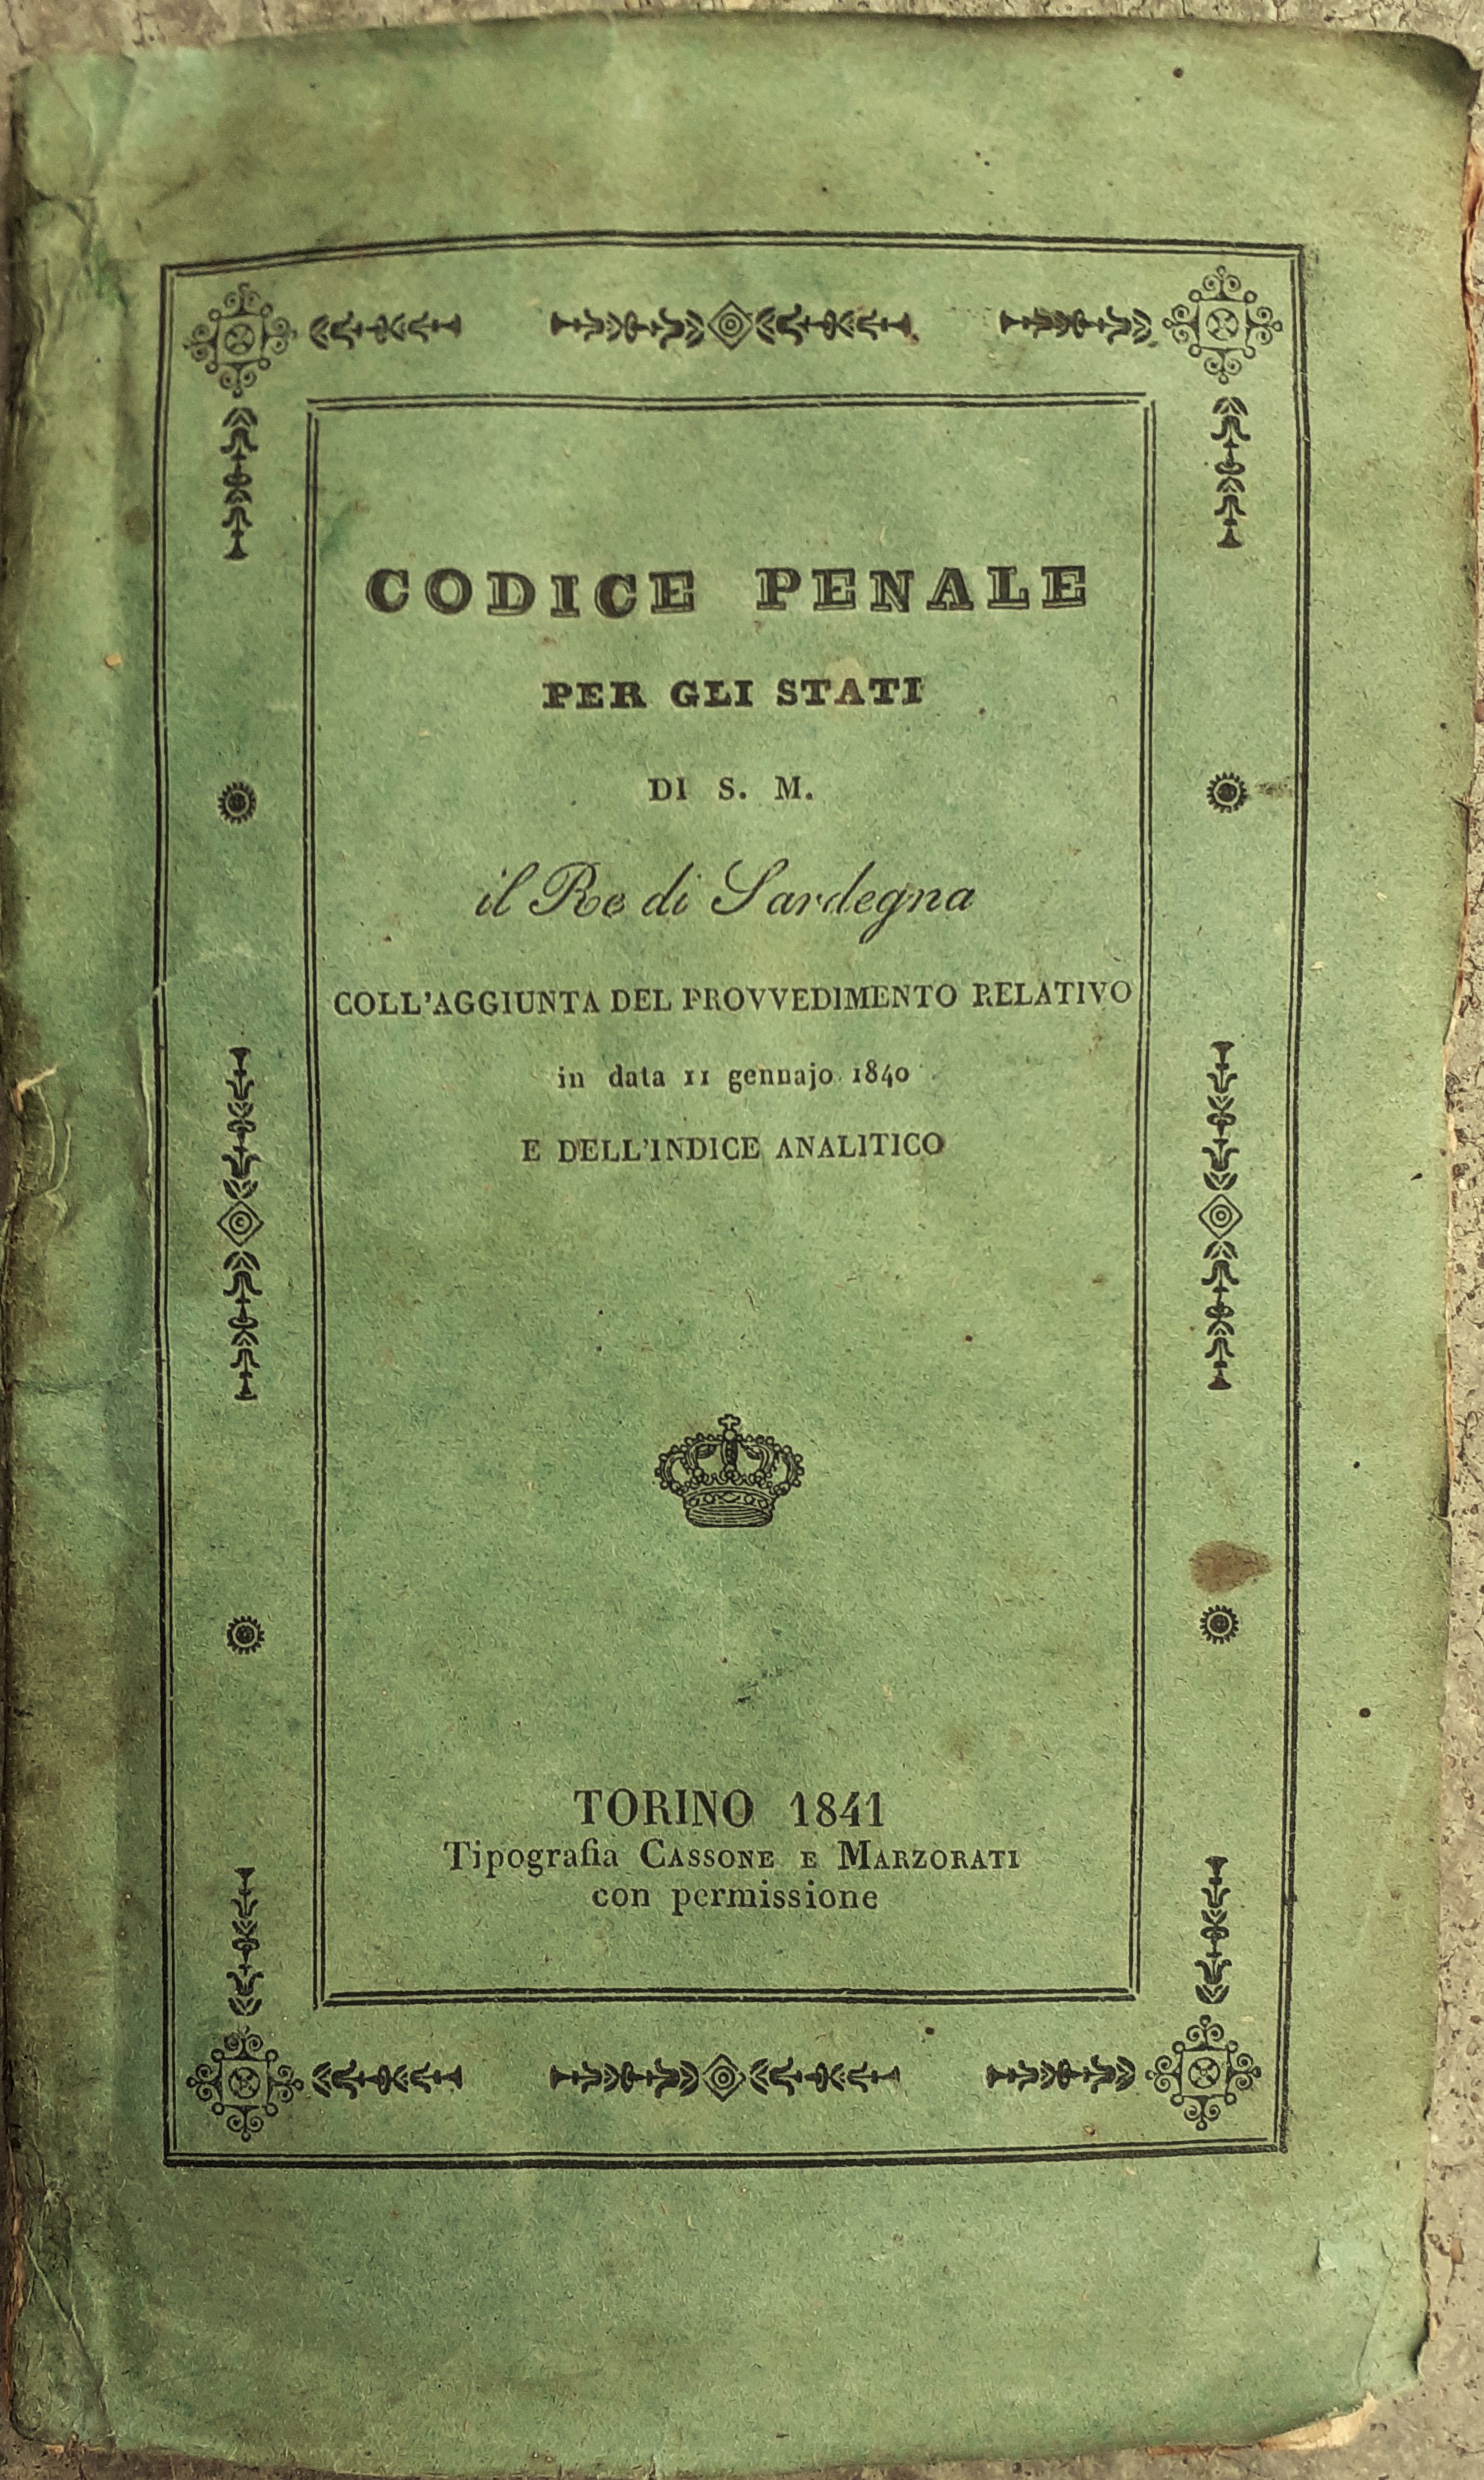 CODICE PENALE
PER GLI STATI
DI S. M.
il Re di Sardegna
COLL'AGGIUNTA DEL PROVVEDIMENTO RELATIVO
in data 11 gennajo 1840
E DELL'INDICE ANALITICO
TORINO 1841
Tipografia CASSONE E MARZORATI
con permissione